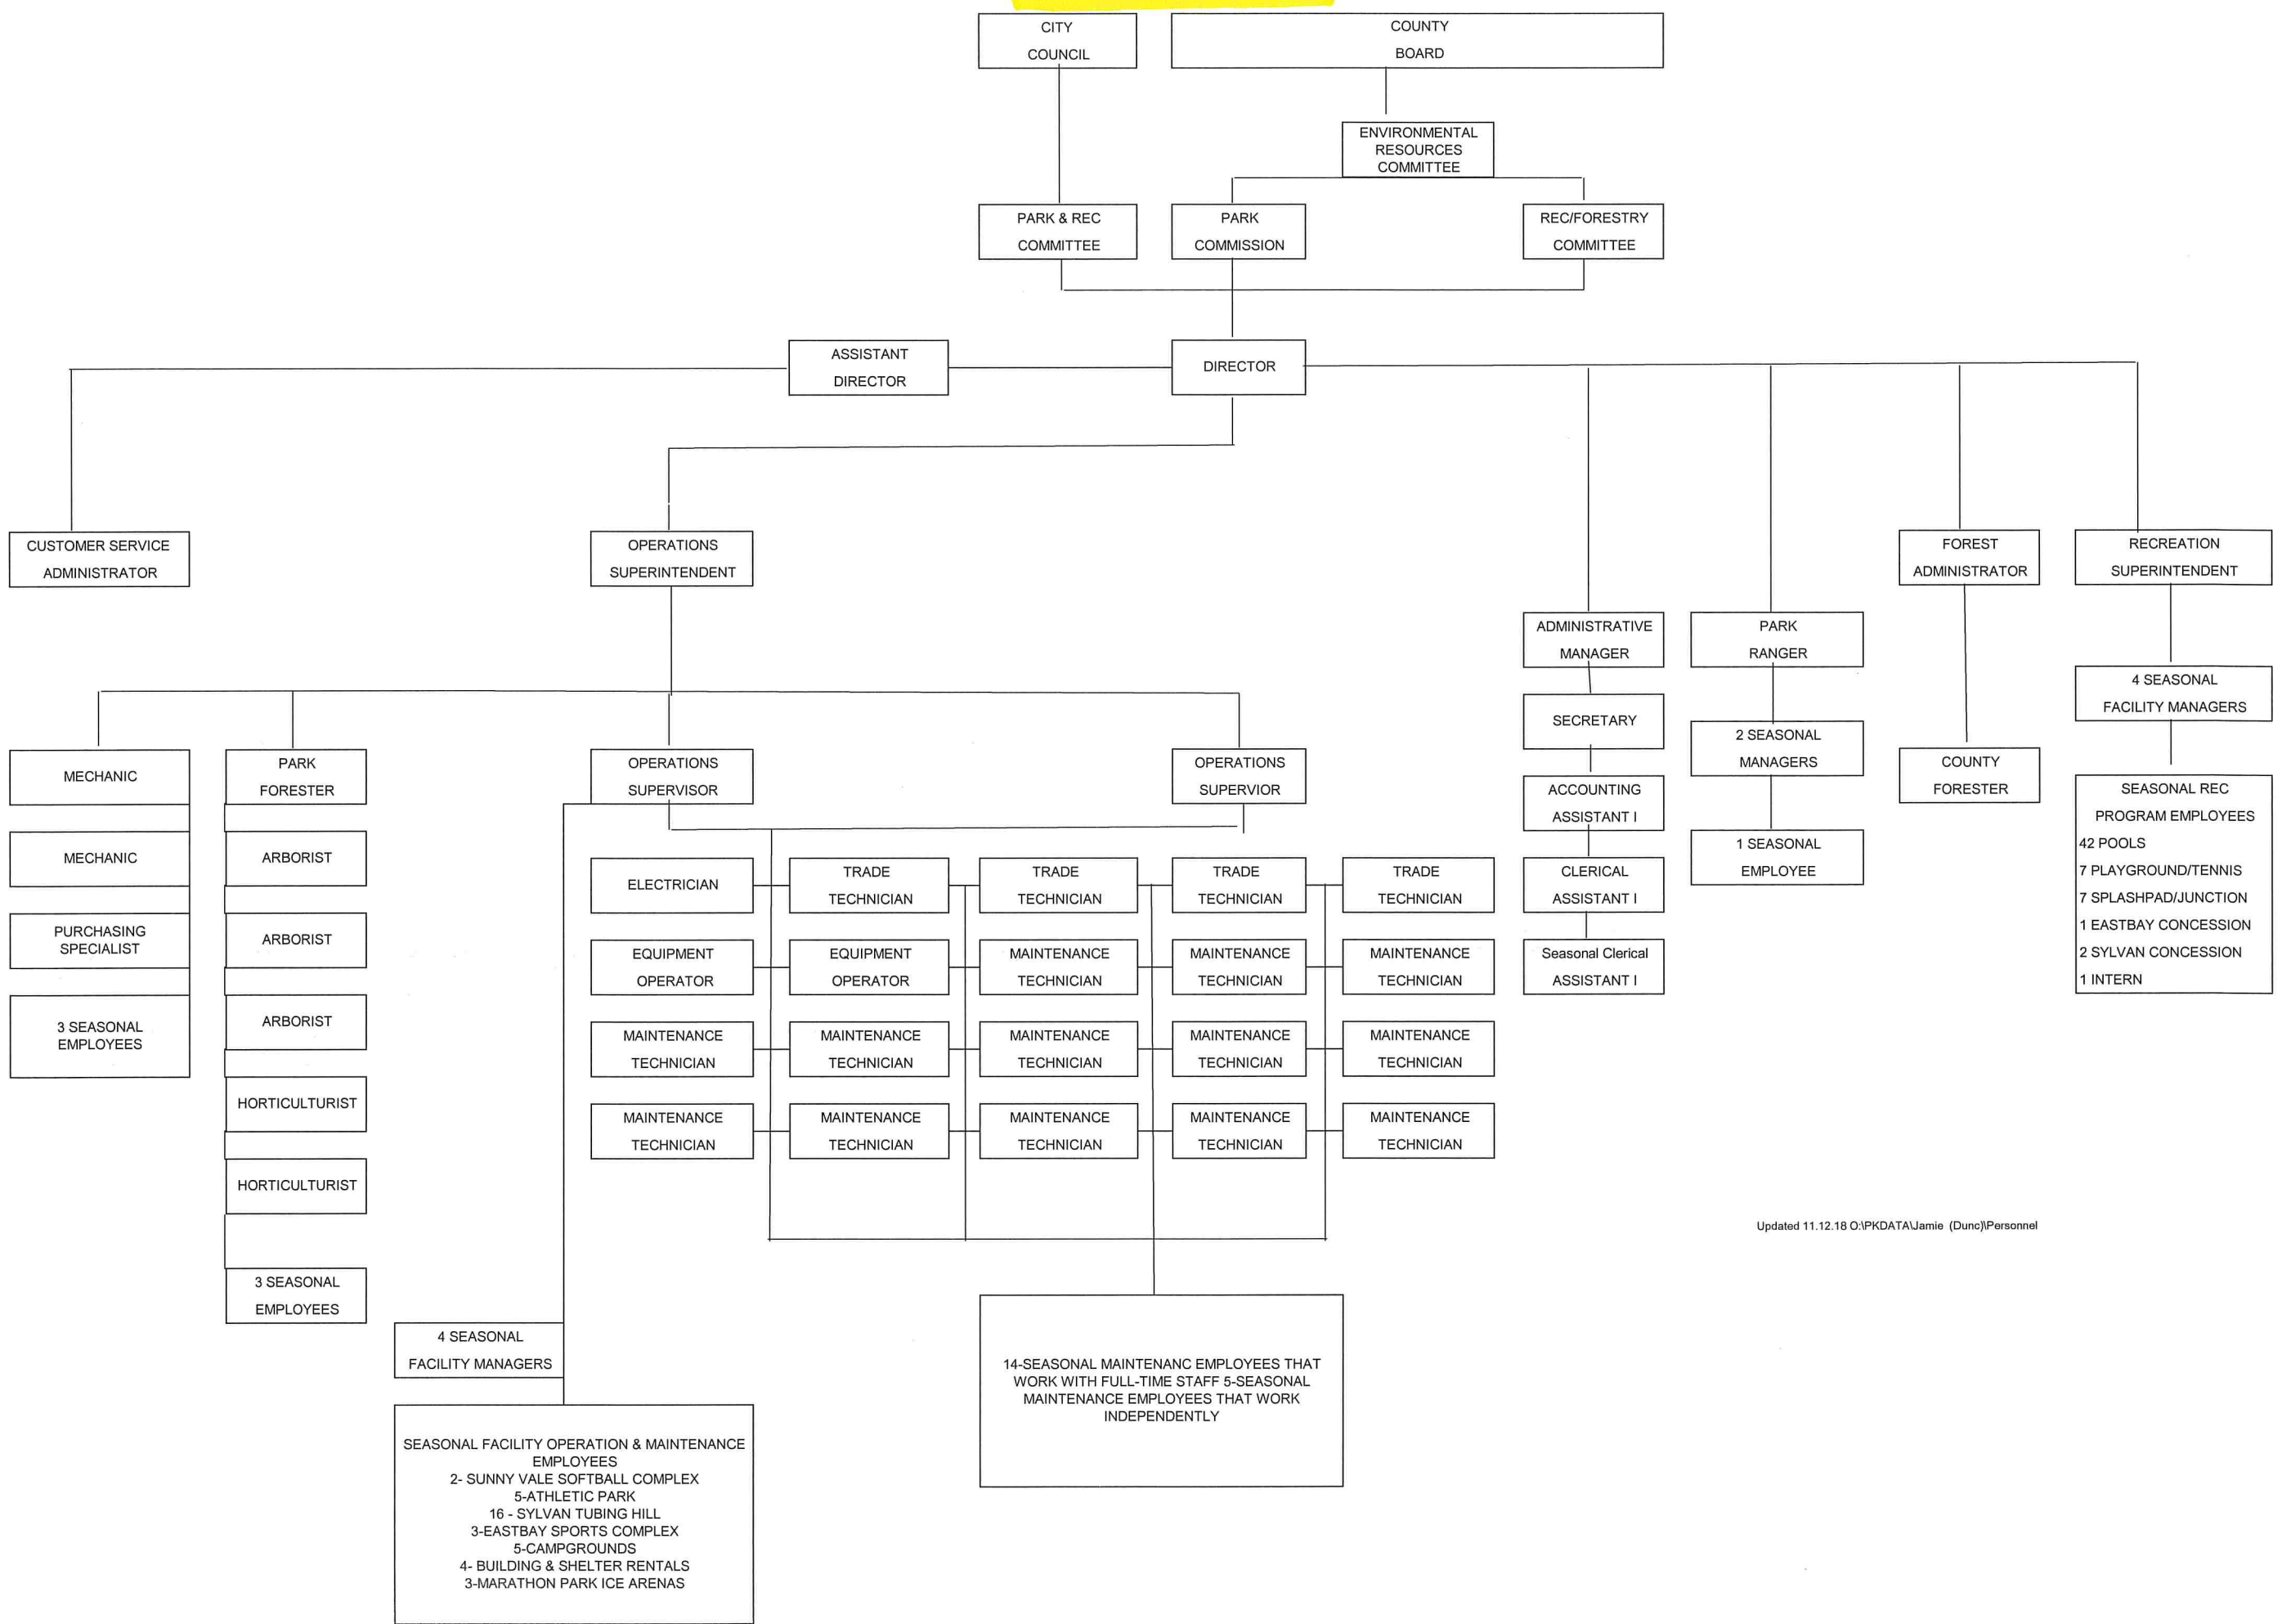 CITY
COUNCIL
COUNTY
BOARD
ENVIRONMENTAL
RESOURCES
COMMITTEE
PARK & REC
COMMITTEE
PARK
COMMISSION
REC/FORESTRY
COMMITTEE
ASSISTANT
DIRECTOR
DIRECTOR
CUSTOMER SERVICE
ADMINISTRATOR
OPERATIONS
SUPERINTENDENT
FOREST
ADMINISTRATOR
RECREATION
SUPERINTENDENT
ADMINISTRATIVE
MANAGER
PARK
RANGER
4 SEASONAL
FACILITY MANAGERS
SECRETARY
2 SEASONAL
MANAGERS
MECHANIC
PARK
FORESTER
OPERATIONS
SUPERVISOR
OPERATIONS
SUPERVIOR
ACCOUNTING
ASSISTANT I
COUNTY
FORESTER
SEASONAL REC
PROGRAM EMPLOYEES
42 POOLS
7 PLAYGROUND/TENNIS
7 SPLASHPAD/JUNCTION
1 EASTBAY CONCESSION
2 SYLVAN CONCESSION
1 INTERN
MECHANIC
ARBORIST
ELECTRICIAN
TRADE
TECHNICIAN
TRADE
TECHNICIAN
TRADE
TECHNICIAN
TRADE
TECHNICIAN
CLERICAL
ASSISTANT I
1 SEASONAL
EMPLOYEE
PURCHASING
SPECIALIST
ARBORIST
EQUIPMENT
OPERATOR
EQUIPMENT
OPERATOR
MAINTENANCE
TECHNICIAN
MAINTENANCE
TECHNICIAN
MAINTENANCE
TECHNICIAN
Seasonal Clerical
ASSISTANT I
3 SEASONAL
EMPLOYEES
ARBORIST
MAINTENANCE
TECHNICIAN
MAINTENANCE
TECHNICIAN
MAINTENANCE
TECHNICIAN
MAINTENANCE
TECHNICIAN
MAINTENANCE
TECHNICIAN
HORTICULTURIST
MAINTENANCE
TECHNICIAN
MAINTENANCE
TECHNICIAN
MAINTENANCE
TECHNICIAN
MAINTENANCE
TECHNICIAN
MAINTENANCE
TECHNICIAN
HORTICULTURIST
Updated 11.12.18 O:\PKDATA\Jamie (Dunc)\Personnel
3 SEASONAL
EMPLOYEES
4 SEASONAL
FACILITY MANAGERS
14-SEASONAL MAINTENANC EMPLOYEES THAT
WORK WITH FULL-TIME STAFF 5-SEASONAL
MAINTENANCE EMPLOYEES THAT WORK
INDEPENDENTLY
SEASONAL FACILITY OPERATION & MAINTENANCE
EMPLOYEES
2- SUNNY VALE SOFTBALL COMPLEX
5-ATHLETIC PARK
16 - SYLVAN TUBING HILL
3-EASTBAY SPORTS COMPLEX
5-CAMPGROUNDS
4- BUILDING & SHELTER RENTALS
3-MARATHON PARK ICE ARENAS